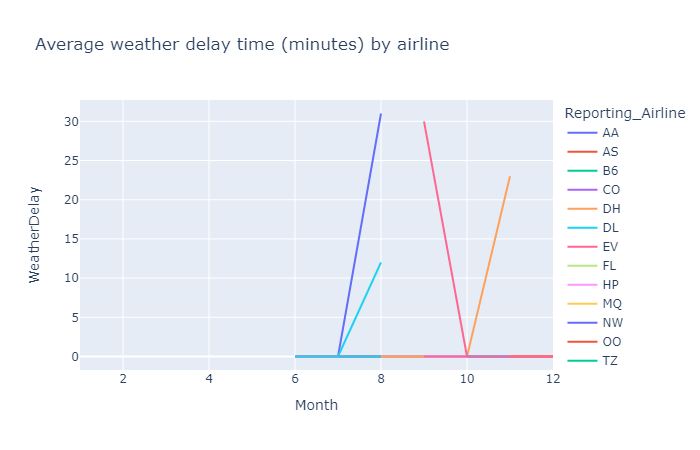 Average weather delay time (minutes) by airline
Reporting_Airline
AA
AS
B6
CO
DH
DL
EV
FL
HP
MQ
NW
OO
TZ
WeatherDelay
30
25
20
15
10
5
0
2 4 6 8 10 12
Month